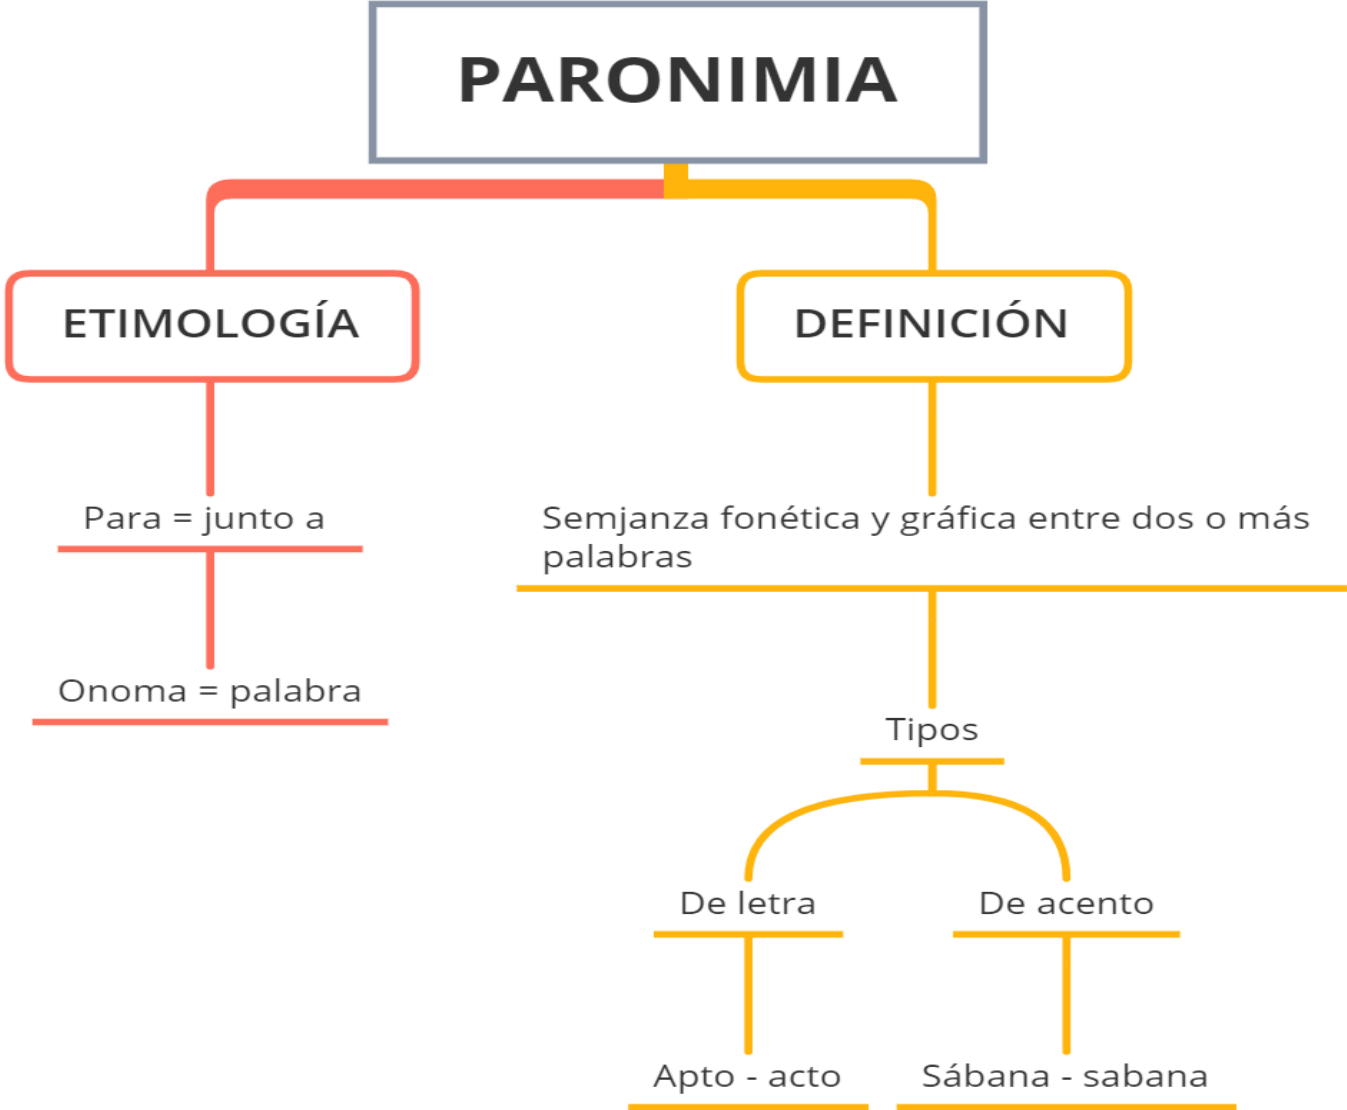 PARONIMIA
ETIMOLOGÍA
DEFINICIÓN
Para = junto a
Onoma = palabra
Semjanza fonética y gráfica entre dos o más
palabras
Tipos
De letra
De acento
Apto - acto
Sábana - sabana